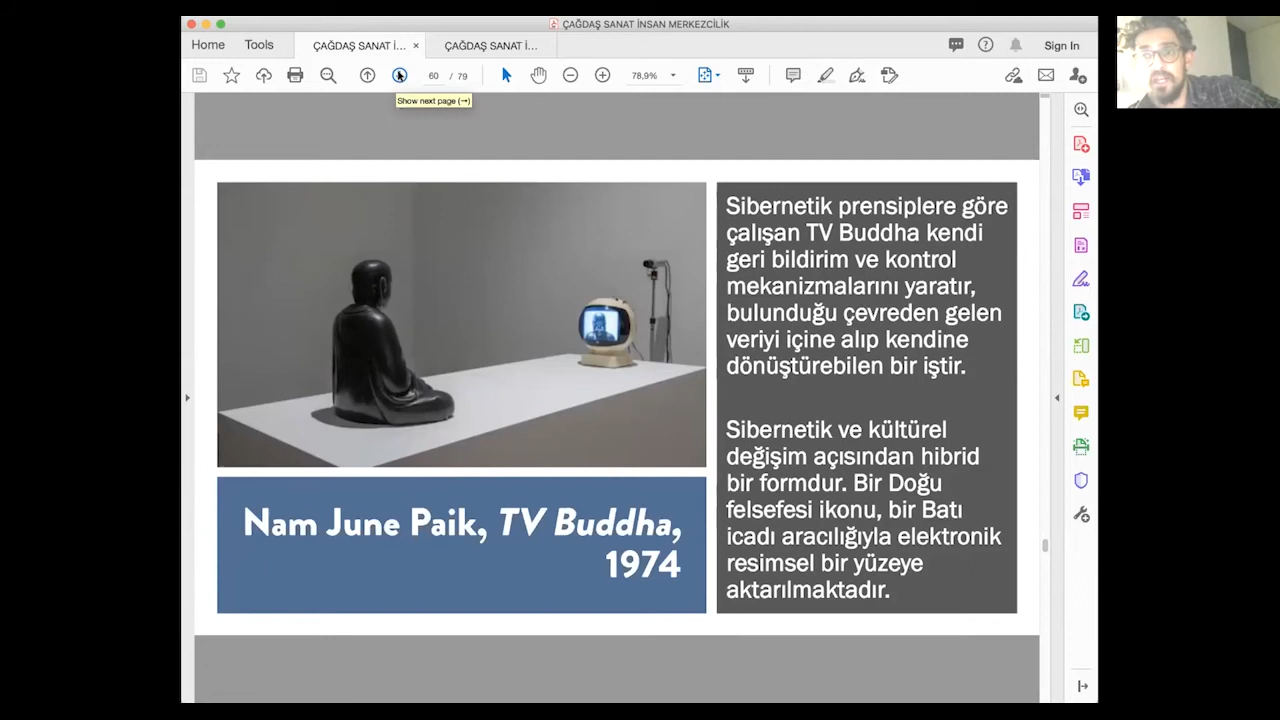 ÇAĞDAŞ SANAT İNSAN MERKEZCİLİK
Home
Tools
ÇAĞDAŞ SANAT İ...
ÇAĞDAŞ SANAT İ...
Sign In
60 / 79
78,9%
Show next page (→)
Sibernetik prensiplere göre
çalışan TV Buddha kendi
geri bildirim ve kontrol
mekanizmalarını yaratır,
bulunduğu çevreden gelen
veriyi içine alıp kendine
dönüştürebilen bir iştir.
Sibernetik ve kültürel
değişim açısından hibrid
bir formdur. Bir Doğu
felsefesi ikonu, bir Batı
icadı aracılığıyla elektronik
resimsel bir yüzeye
aktarılmaktadır.
Nam June Paik, TV Buddha,
1974